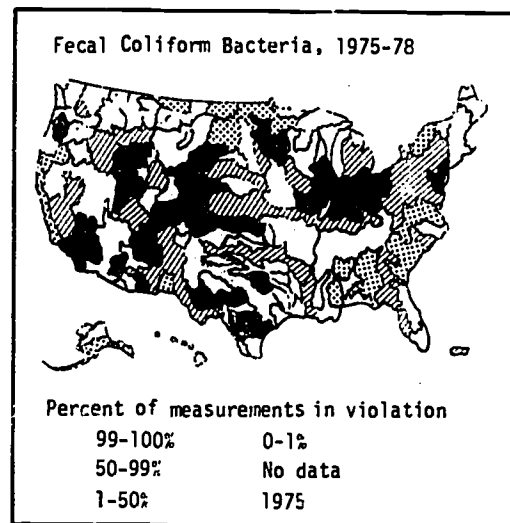 Fecal Coliform Bacteria, 1975-78
Percent of measurements in violation
99-100% 0-1%
50-99% No data
1-50% 1975